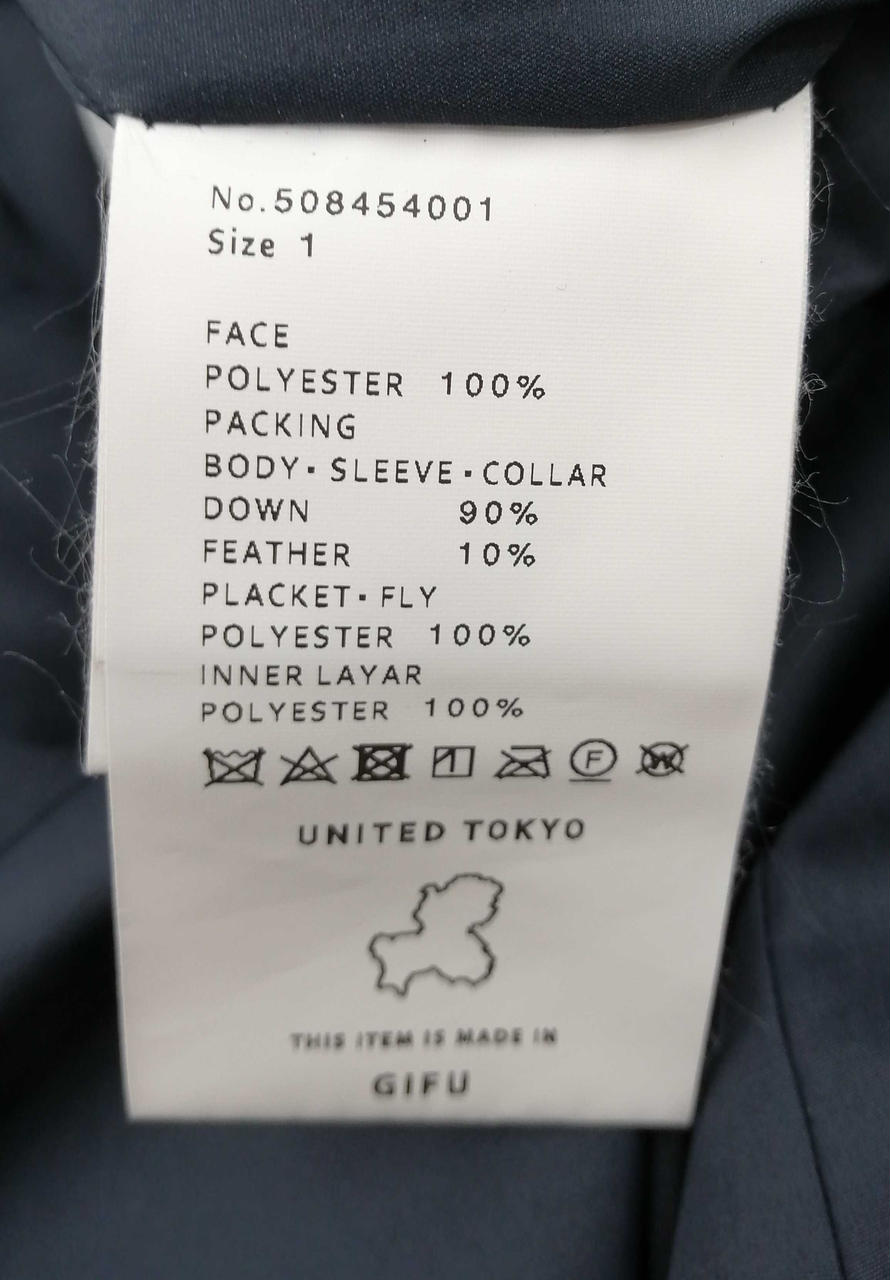 No.508454001
Size 1
FACE
POLYESTER 100%
PACKING
BODY・SLEEVE・COLLAR
DOWN 90%
FEATHER 10%
PLACKET・FLY
POLYESTER 100%
INNER LAYAR
POLYESTER 100%
F W
UNITED TOKYO
THIS ITEM IS MADE IN
GIFU